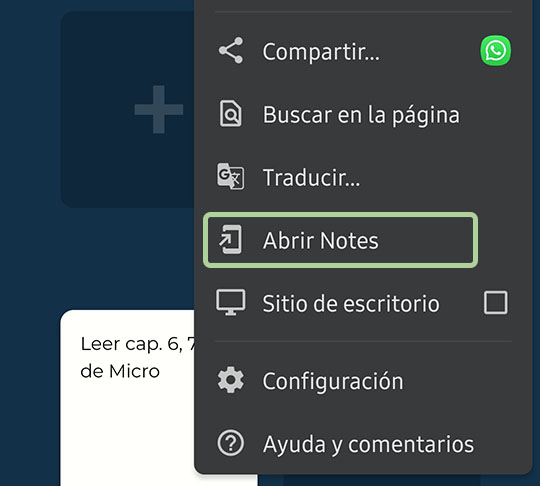 Compartir...
Buscar en la página
Traducir...
Abrir Notes
Sitio de escritorio
Leer cap. 6, 7
de Micro
Configuración
Ayuda y comentarios